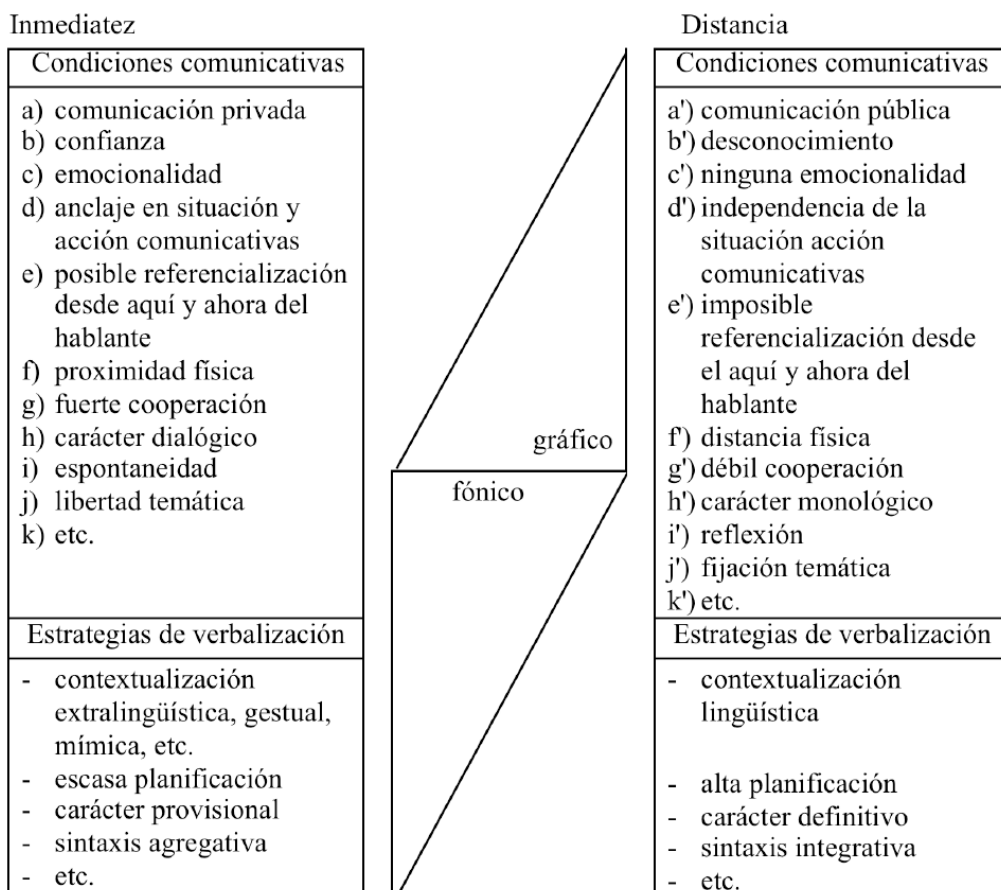 Inmediatez
Condiciones comunicativas
a) comunicación privada
b) confianza
c) emocionalidad
d) anclaje en situación y
acción comunicativas
e) posible referencialización
desde aquí y ahora del
hablante
f) proximidad física
g) fuerte cooperación
h) carácter dialógico
i) espontaneidad
j) libertad temática
k) etc.
Estrategias de verbalización
- contextualización
extralingüística, gestual,
mímica, etc.
- escasa planificación
- carácter provisional
- sintaxis agregativa
- etc.
gráfico
fónico
Distancia
Condiciones comunicativas
a') comunicación pública
b') desconocimiento
c') ninguna emocionalidad
d') independencia de la
situación acción
comunicativas
e') imposible
referencialización desde
el aquí y ahora del
hablante
f') distancia física
g') débil cooperación
h') carácter monológico
i') reflexión
j') fijación temática
k') etc.
Estrategias de verbalización
- contextualización
lingüística
- alta planificación
- carácter definitivo
- sintaxis integrativa
- etc.